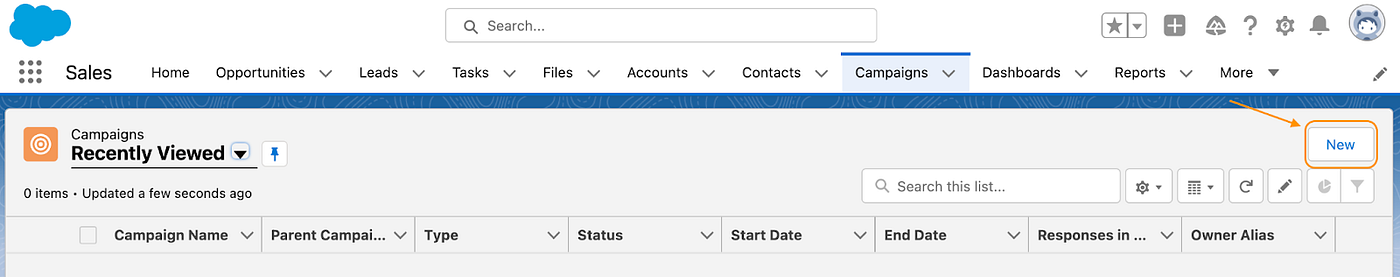 Search...
Sales Home Opportunities Leads Tasks Files Accounts Contacts Campaigns Dashboards Reports More
Campaigns
Recently Viewed
New
0 items • Updated a few seconds ago
Search this list...
Campaign Name Parent Campai... Type Status Start Date End Date Responses in ... Owner Alias